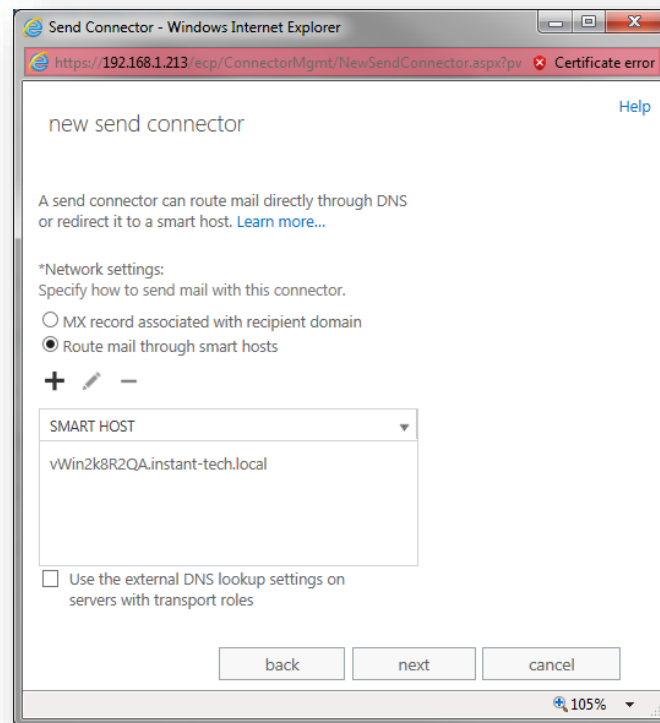 Send Connector - Windows Internet Explorer
https://192.168.1.213/ecp/ConnectorMgmt/NewSendConnector.aspx?pv Certificate error
Help
new send connector
A send connector can route mail directly through DNS
or redirect it to a smart host. Learn more...
*Network settings:
Specify how to send mail with this connector.
MX record associated with recipient domain
Route mail through smart hosts
SMART HOST
vWin2k8R2QA.instant-tech.local
Use the external DNS lookup settings on
servers with transport roles
back next cancel
105%